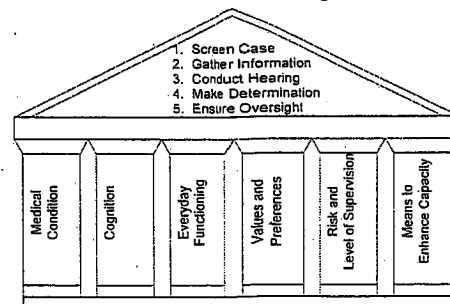 1. Screen Case
2. Gather Information
3. Conduct Hearing
4. Make Determination
5. Ensure Oversight
Medical
Condition
Cognition
Everyday
Functioning
Values and
Preferences
Risk and
Level of Supervision
Means to
Enhance Capacity